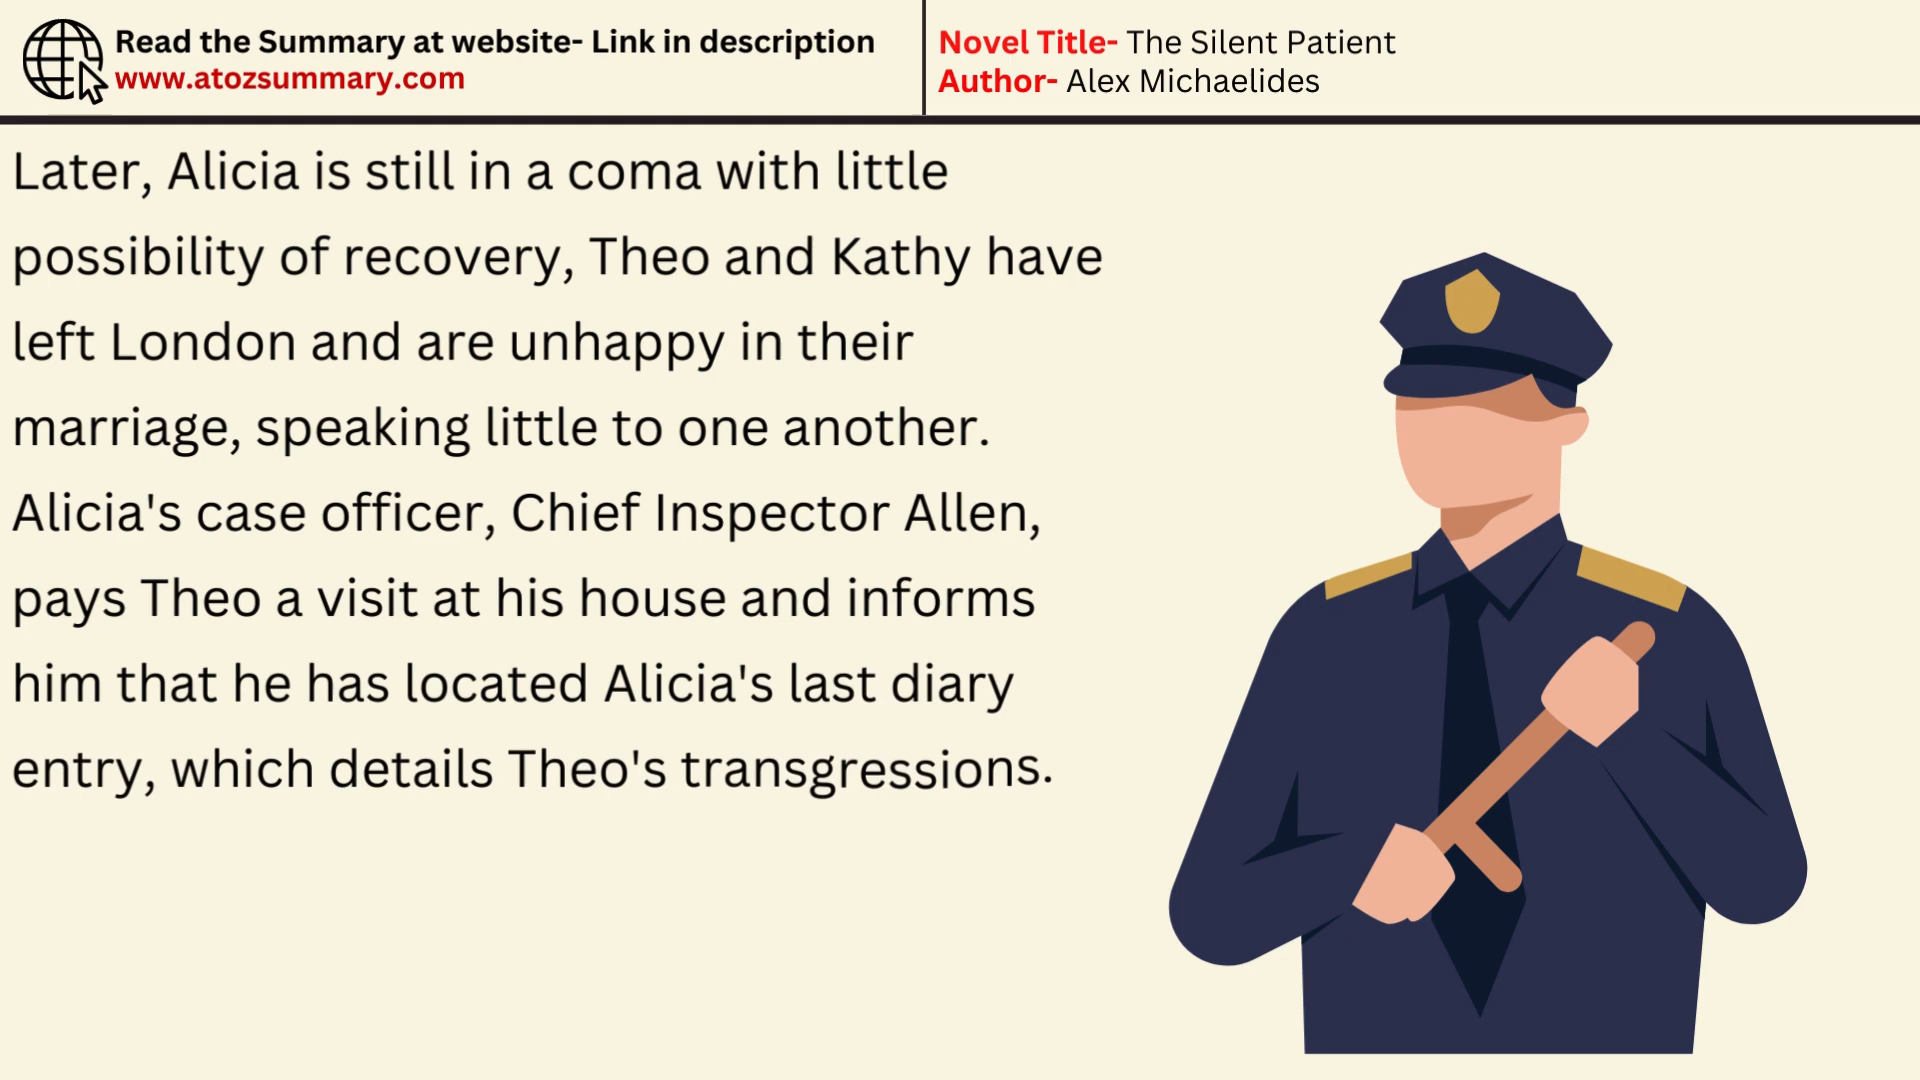 Read the Summary at website- Link in description
www.atozsummary.com
Novel Title- The Silent Patient
Author- Alex Michaelides
Later, Alicia is still in a coma with little
possibility of recovery, Theo and Kathy have
left London and are unhappy in their
marriage, speaking little to one another.
Alicia's case officer, Chief Inspector Allen,
pays Theo a visit at his house and informs
him that he has located Alicia's last diary
entry, which details Theo's transgressions.